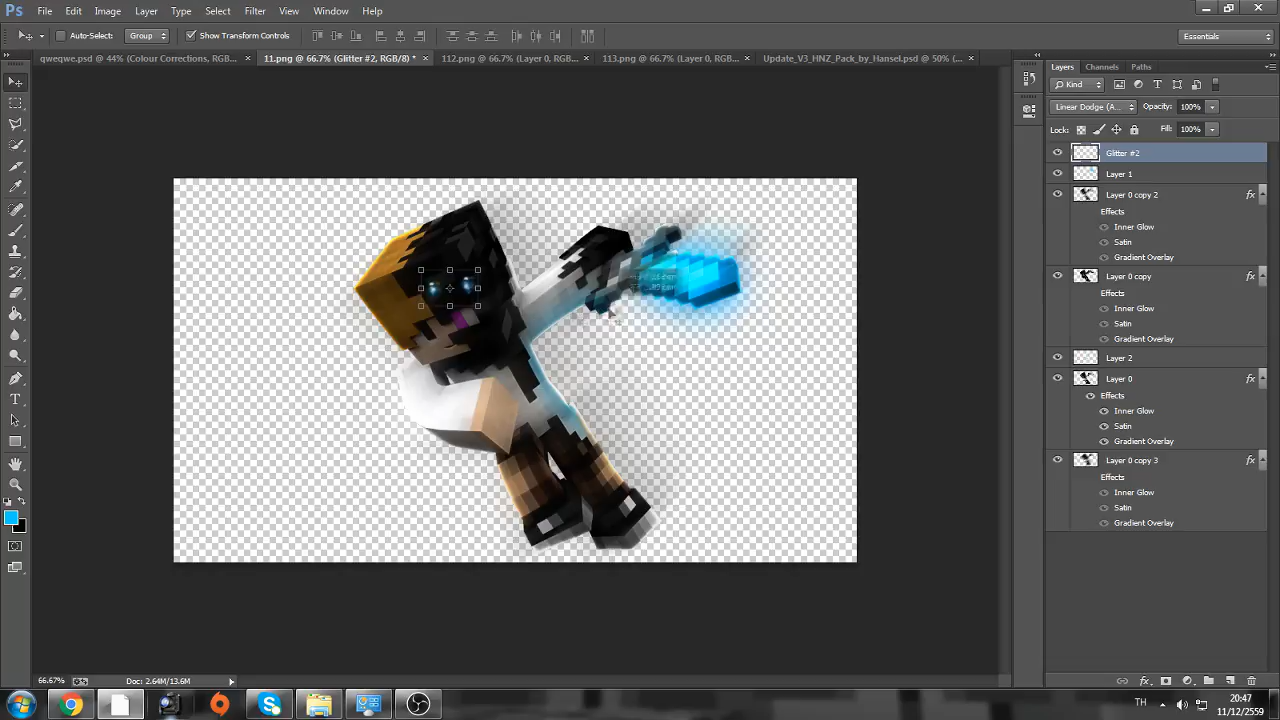 Ps File Edit Image Layer Type Select Filter View Window Help
Auto-Select: Group Show Transform Controls Essentials
qweqwe.psd @ 44% (Colour Corrections, RGB... × 11.png @ 66.7% (Glitter #2, RGB/8) * × 112.png @ 66.7% (Layer 0, RGB... × 113.png @ 66.7% (Layer 0, RGB... × Update_V3_HNZ_Pack_by_Hansel.psd @ 50% (... ×
Layers Channels Paths
Kind
Linear Dodge (A... Opacity: 100%
Lock: Fill: 100%
Glitter #2
Layer 1
Layer 0 copy 2 fx
Effects
Inner Glow
Satin
Gradient Overlay
Layer 0 copy fx
Effects
Inner Glow
Satin
Gradient Overlay
Layer 2
Layer 0 fx
Effects
Inner Glow
Satin
Gradient Overlay
Layer 0 copy 3 fx
Effects
Inner Glow
Satin
Gradient Overlay
66.67% Doc: 2.64M/13.6M
TH 20:47
11/12/2559